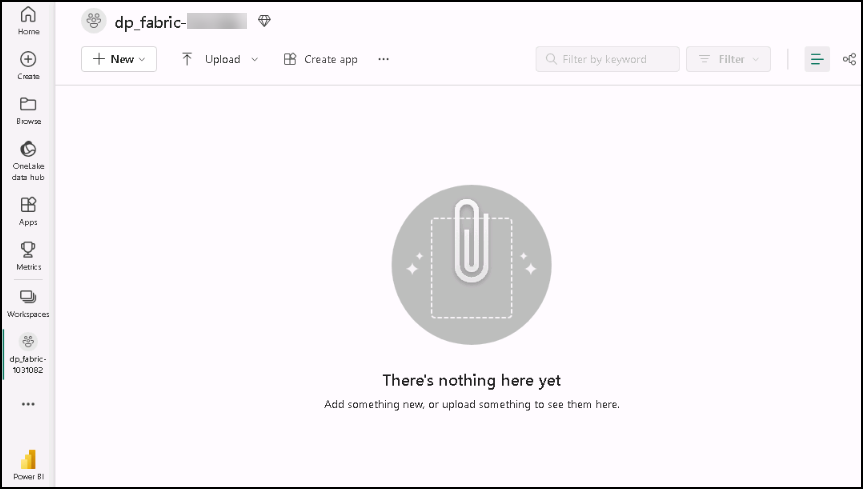 Home
Create
Browse
OneLake
data hub
Apps
Metrics
Workspaces
dp_fabric-
1031082
Power BI
dp_fabric-
New
Upload
Create app
Filter by keyword
Filter
There's nothing here yet
Add something new, or upload something to see them here.